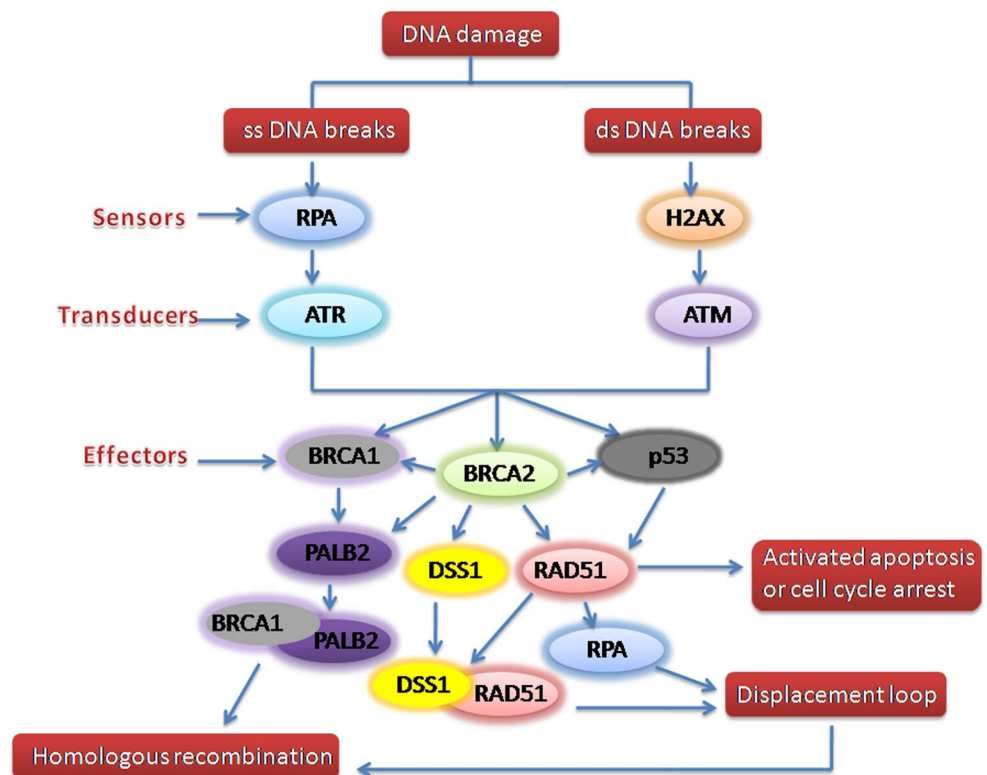 DNA damage
ss DNA breaks
ds DNA breaks
Sensors
RPA
H2AX
Transducers
ATR
ATM
Effectors
BRCA1
BRCA2
p53
PALB2
DSS1
RAD51
Activated apoptosis
or cell cycle arrest
BRCA1
PALB2
RPA
DSS1
RAD51
Displacement loop
Homologous recombination